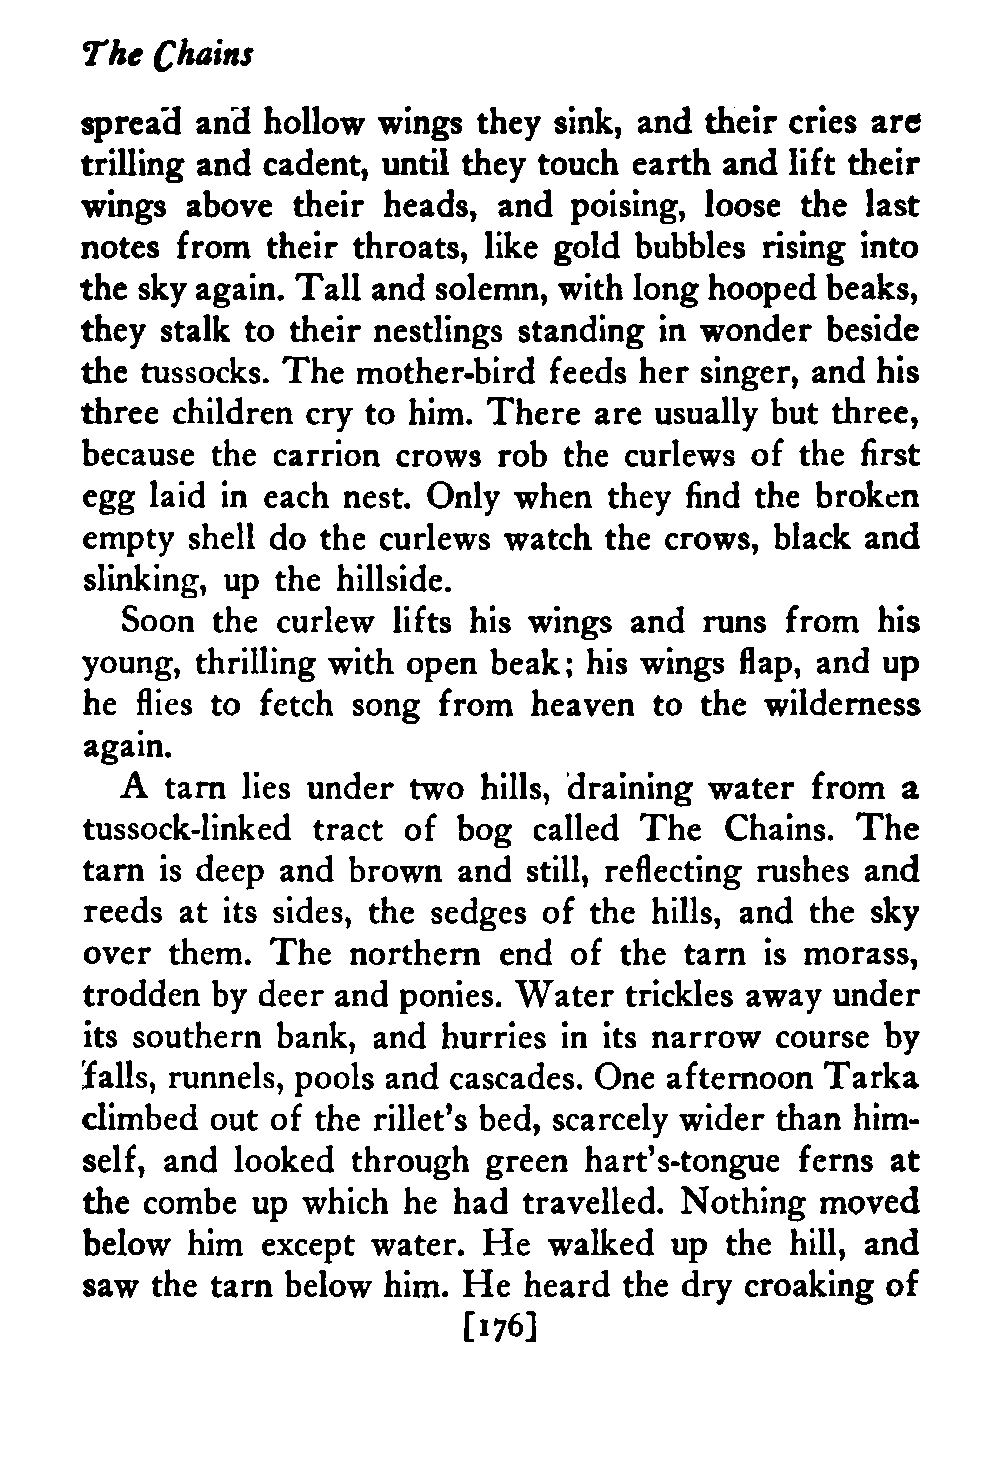 The Chains
spread and hollow wings they sink, and their cries are
trilling and cadent, until they touch earth and lift their
wings above their heads, and poising, loose the last
notes from their throats, like gold bubbles rising into
the sky again. Tall and solemn, with long hooped beaks,
they stalk to their nestlings standing in wonder beside
the tussocks. The mother-bird feeds her singer, and his
three children cry to him. There are usually but three,
because the carrion crows rob the curlews of the first
egg laid in each nest. Only when they find the broken
empty shell do the curlews watch the crows, black and
slinking, up the hillside.
Soon the curlew lifts his wings and runs from his
young, thrilling with open beak; his wings flap, and up
he flies to fetch song from heaven to the wilderness
again.
A tarn lies under two hills, draining water from a
tussock-linked tract of bog called The Chains. The
tarn is deep and brown and still, reflecting rushes and
reeds at its sides, the sedges of the hills, and the sky
over them. The northern end of the tarn is morass,
trodden by deer and ponies. Water trickles away under
its southern bank, and hurries in its narrow course by
falls, runnels, pools and cascades. One afternoon Tarka
climbed out of the rillet's bed, scarcely wider than him-
self, and looked through green hart's-tongue ferns at
the combe up which he had travelled. Nothing moved
below him except water. He walked up the hill, and
saw the tarn below him. He heard the dry croaking of
[176]